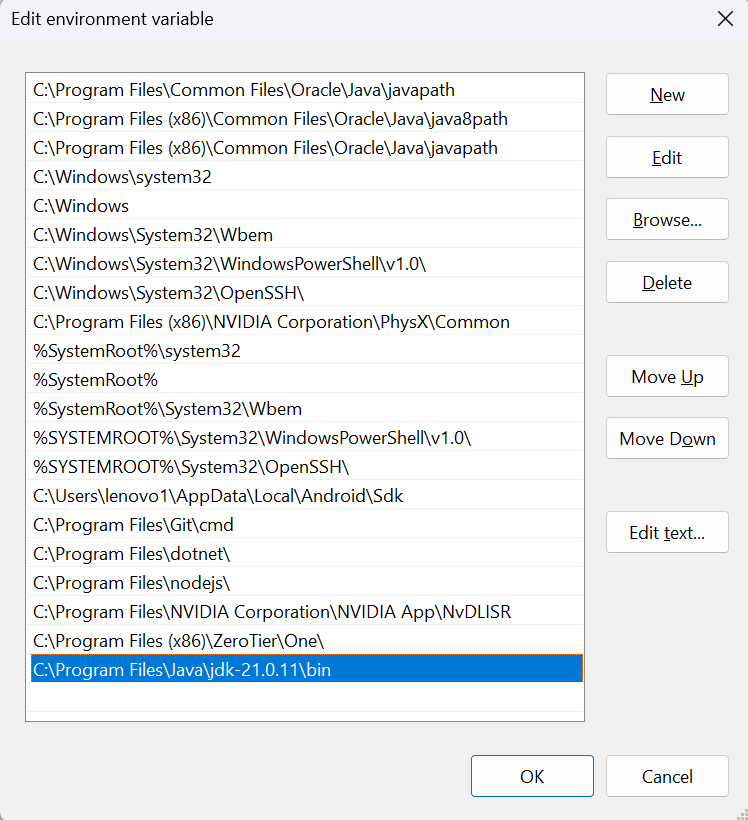 Edit environment variable
C:\Program Files\Common Files\Oracle\Java\javapath
C:\Program Files (x86)\Common Files\Oracle\Java\java8path
C:\Program Files (x86)\Common Files\Oracle\Java\javapath
C:\Windows\system32
C:\Windows
C:\Windows\System32\Wbem
C:\Windows\System32\WindowsPowerShell\v1.0\
C:\Windows\System32\OpenSSH\
C:\Program Files (x86)\NVIDIA Corporation\PhysX\Common
%SystemRoot%\system32
%SystemRoot%
%SystemRoot%\System32\Wbem
%SYSTEMROOT%\System32\WindowsPowerShell\v1.0\
%SYSTEMROOT%\System32\OpenSSH\
C:\Users\lenovo1\AppData\Local\Android\Sdk
C:\Program Files\Git\cmd
C:\Program Files\dotnet\
C:\Program Files\nodejs\
C:\Program Files\NVIDIA Corporation\NVIDIA App\NvDLISR
C:\Program Files (x86)\ZeroTier\One\
C:\Program Files\Java\jdk-21.0.11\bin
New
Edit
Browse...
Delete
Move Up
Move Down
Edit text...
OK
Cancel